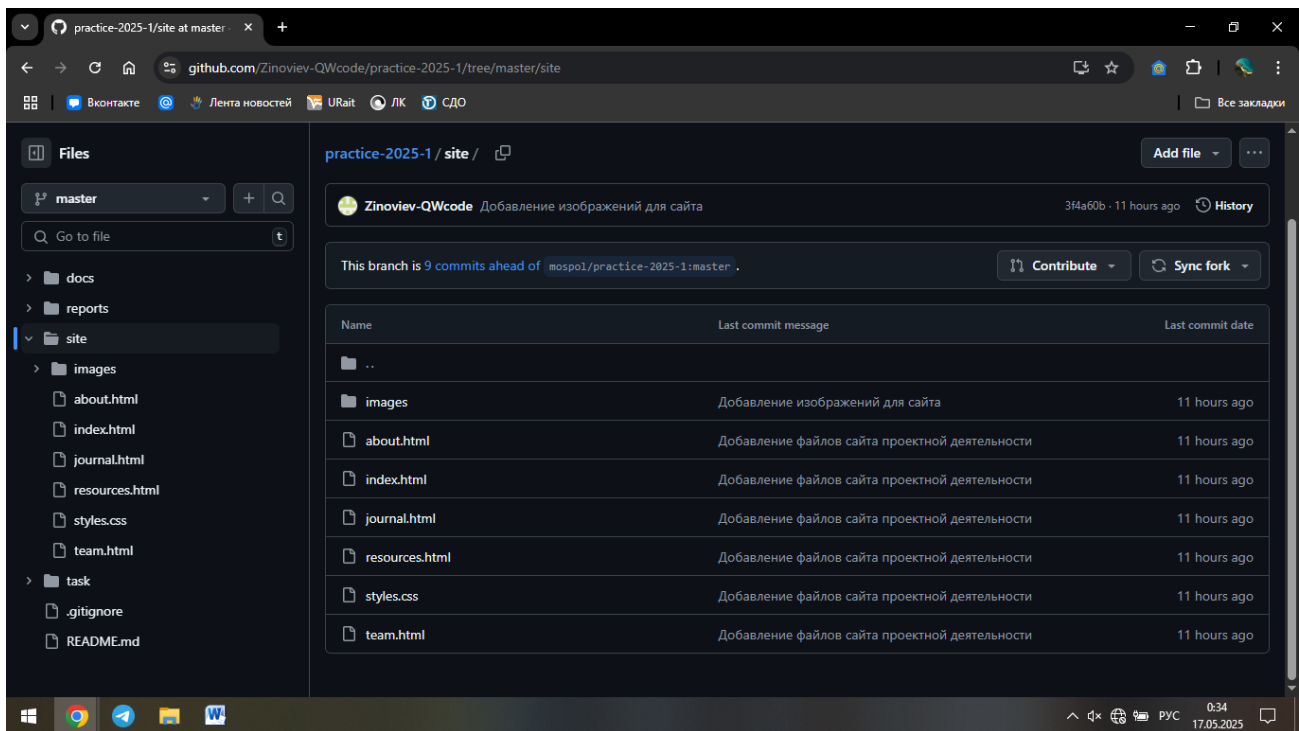 practice-2025-1/site at master ·
github.com/Zinoviev-QWcode/practice-2025-1/tree/master/site
Вконтакте Лента новостей URait ЛК СДО Все закладки
Files
master
Go to file t
docs
reports
site
images
about.html
index.html
journal.html
resources.html
styles.css
team.html
task
.gitignore
README.md
practice-2025-1 / site /
Add file
Zinoviev-QWcode Добавление изображений для сайта 3f4a60b · 11 hours ago History
This branch is 9 commits ahead of mospol/practice-2025-1:master . Contribute Sync fork
Name Last commit message Last commit date
..
images Добавление изображений для сайта 11 hours ago
about.html Добавление файлов сайта проектной деятельности 11 hours ago
index.html Добавление файлов сайта проектной деятельности 11 hours ago
journal.html Добавление файлов сайта проектной деятельности 11 hours ago
resources.html Добавление файлов сайта проектной деятельности 11 hours ago
styles.css Добавление файлов сайта проектной деятельности 11 hours ago
team.html Добавление файлов сайта проектной деятельности 11 hours ago
РУС
0:34
17.05.2025